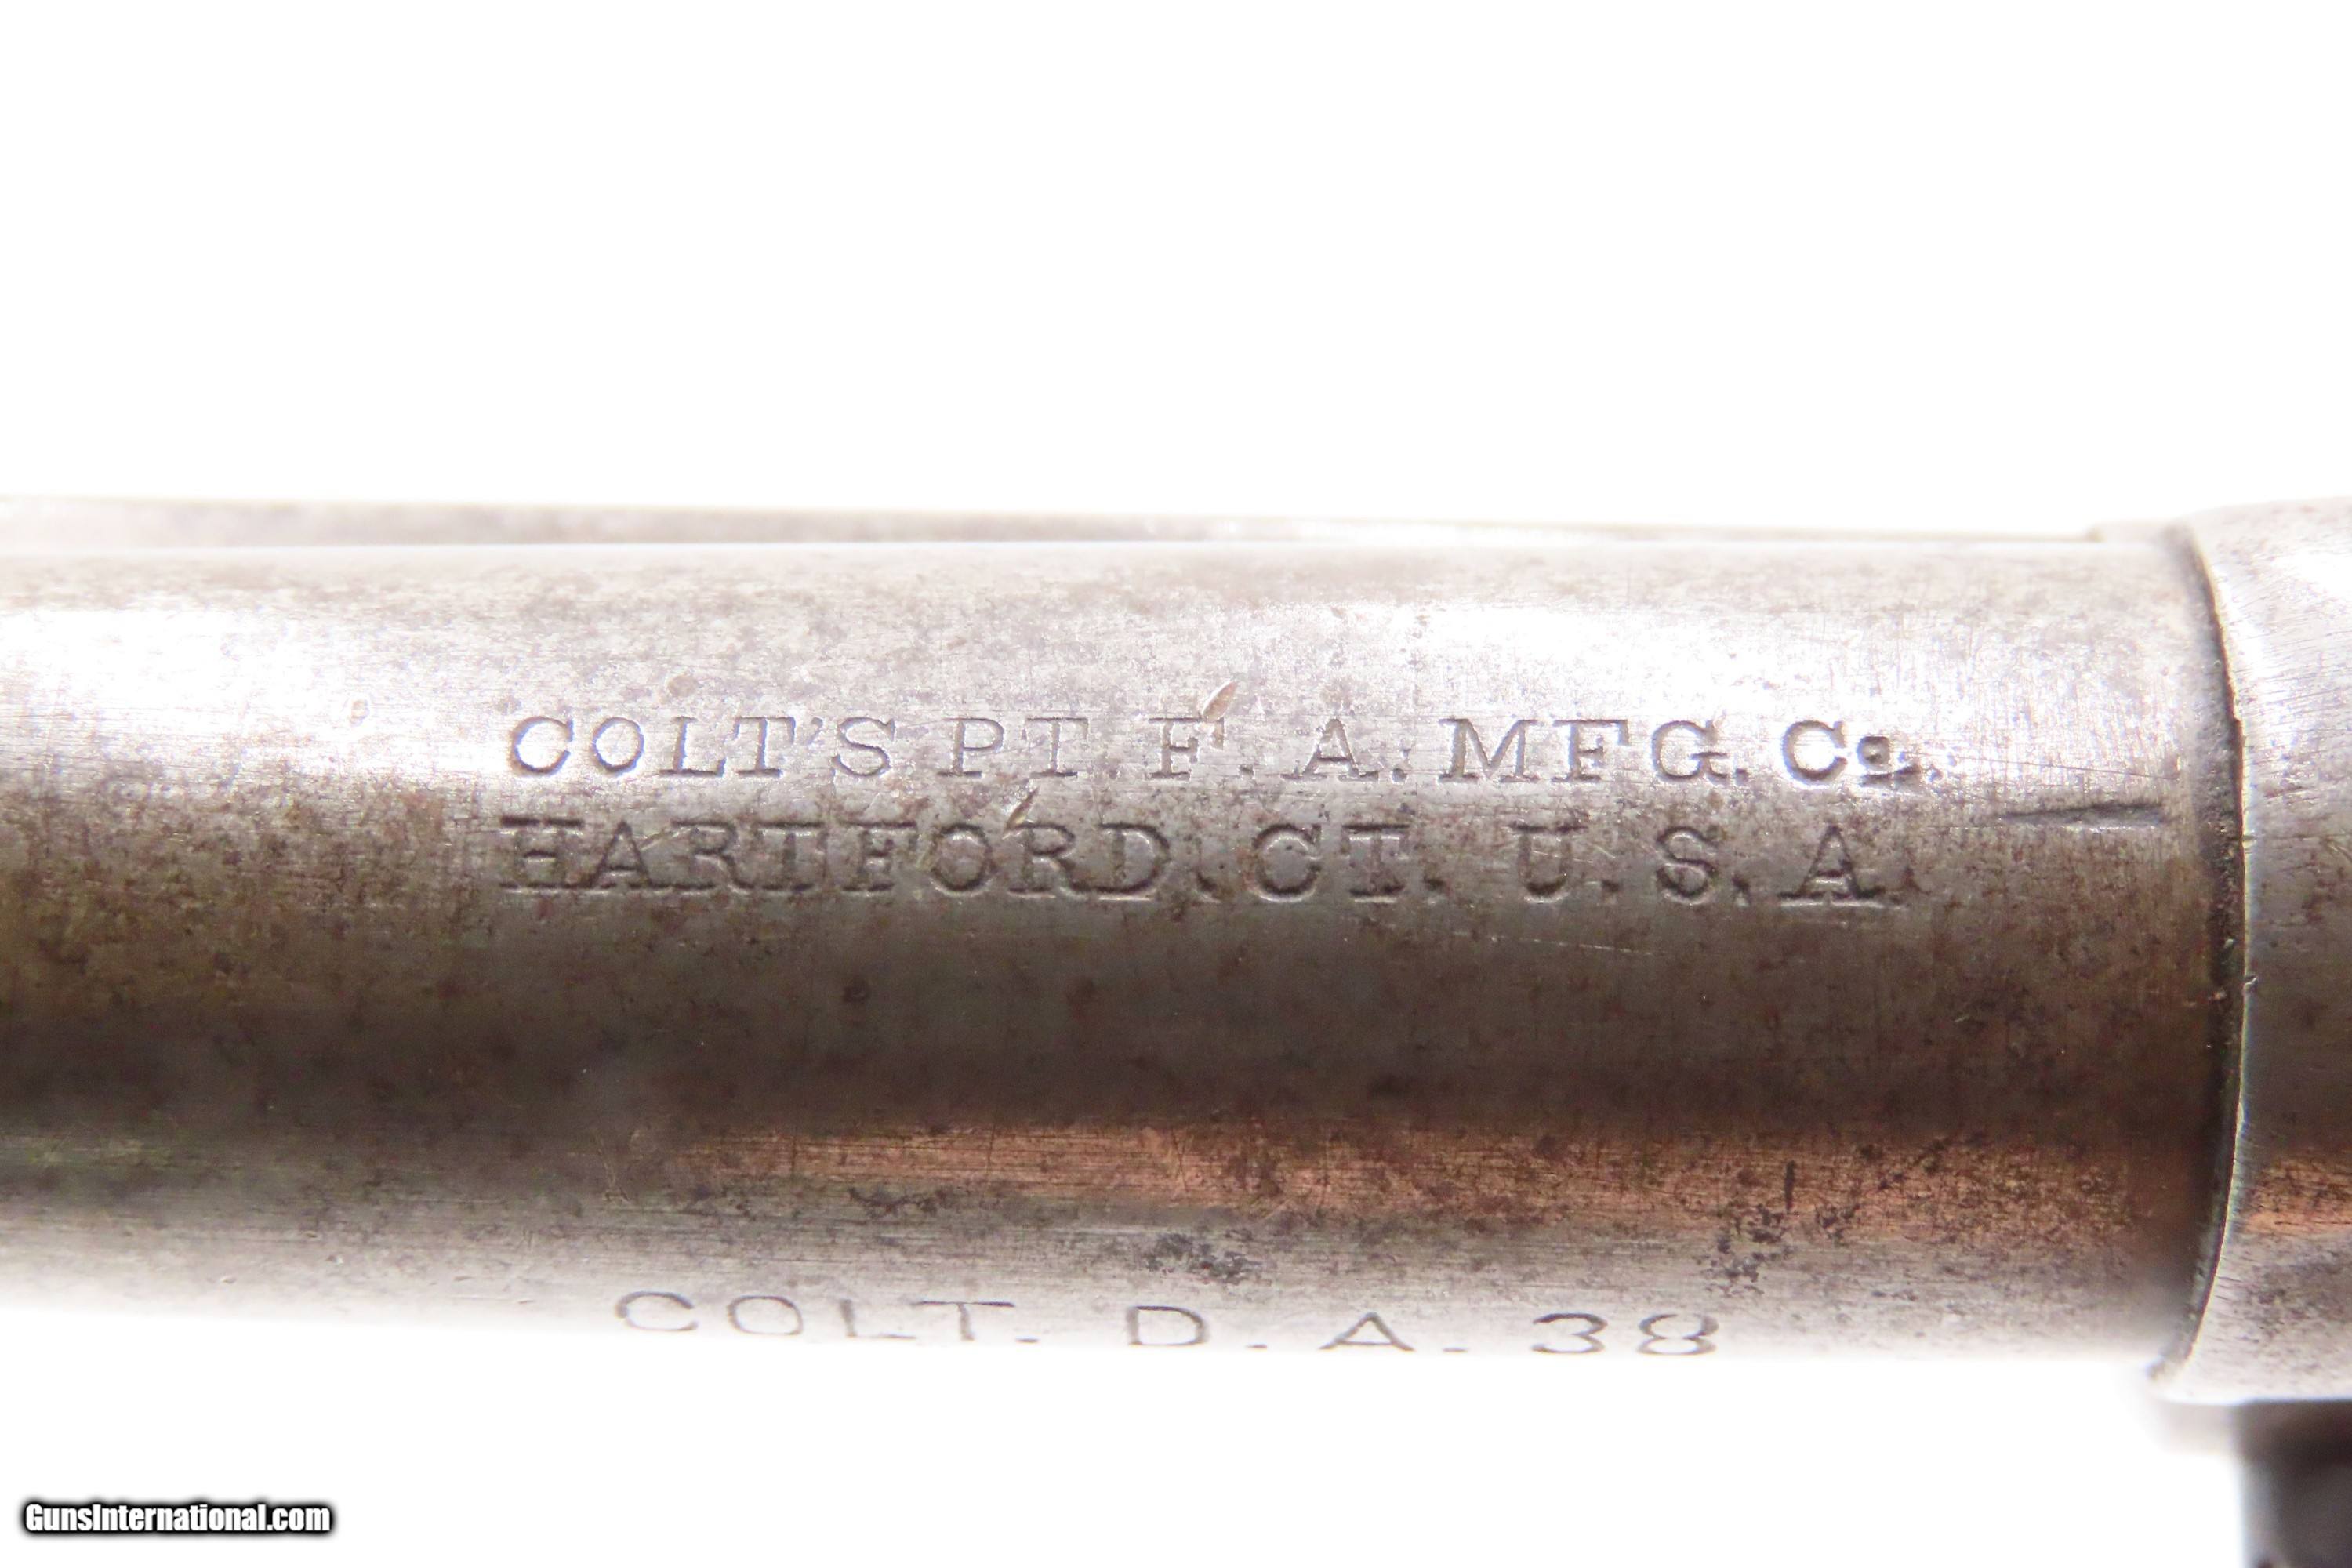 COLT'S PT F. A. MFG. Co.
HARTFORD. CT. U. S. A.
COLT. D. A. 38
GunsInternational.com